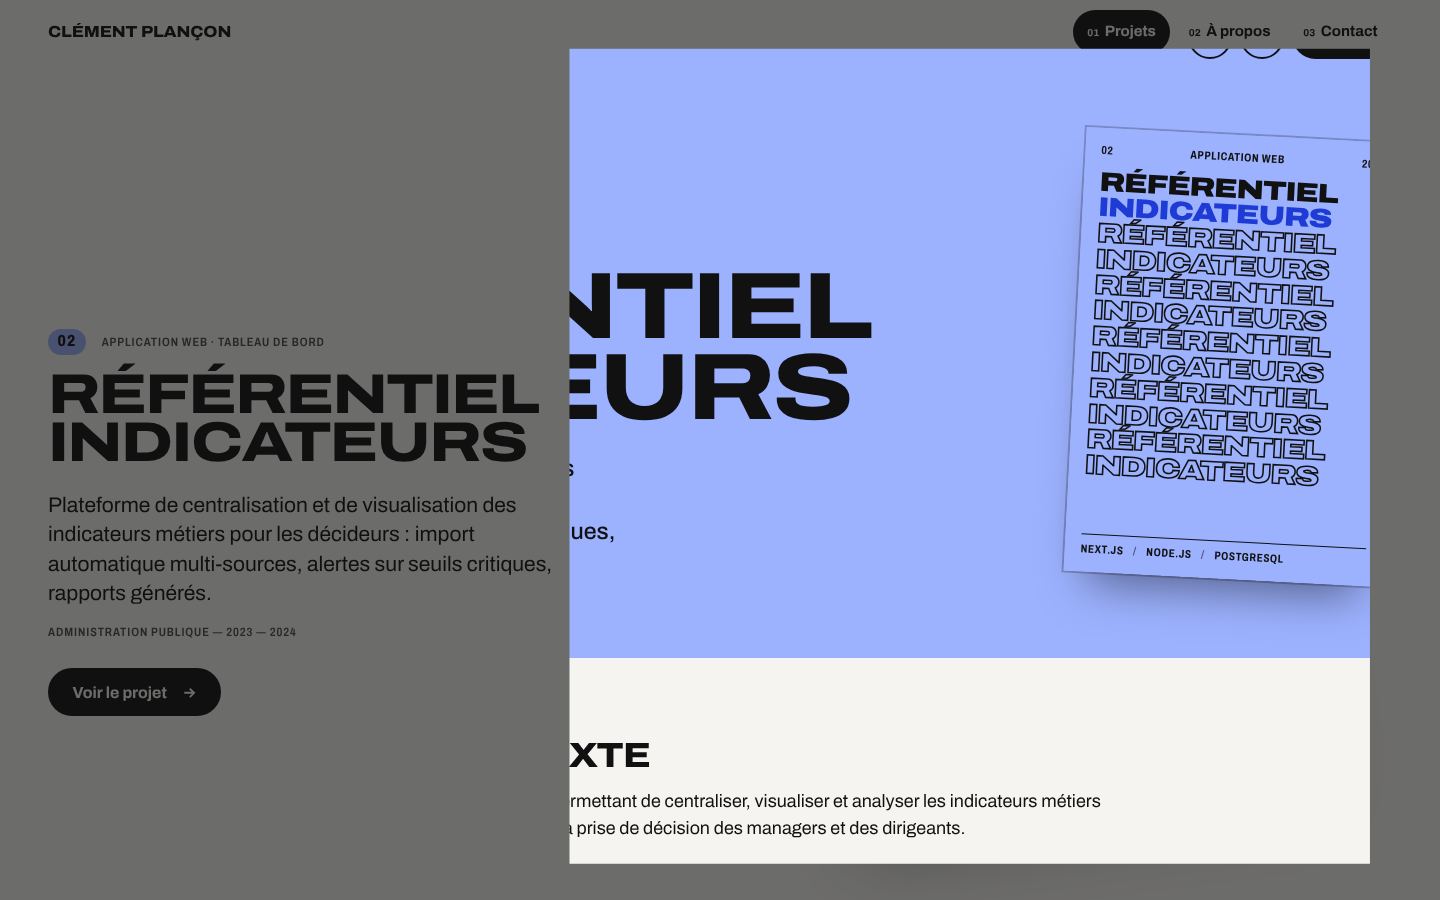 CLÉMENT PLANÇON
01 Projets
02 À propos
03 Contact
02
APPLICATION WEB · TABLEAU DE BORD
RÉFÉRENTIEL
INDICATEURS
Plateforme de centralisation et de visualisation des
indicateurs métiers pour les décideurs : import
automatique multi-sources, alertes sur seuils critiques,
rapports générés.
ADMINISTRATION PUBLIQUE — 2023 — 2024
Voir le projet →
NTIEL
EURS
s
ues,
02 APPLICATION WEB 20
RÉFÉRENTIEL
INDICATEURS
RÉFÉRENTIEL
INDICATEURS
RÉFÉRENTIEL
INDICATEURS
RÉFÉRENTIEL
INDICATEURS
RÉFÉRENTIEL
INDICATEURS
RÉFÉRENTIEL
INDICATEURS
NEXT.JS / NODE.JS / POSTGRESQL
XTE
rmettant de centraliser, visualiser et analyser les indicateurs métiers
a prise de décision des managers et des dirigeants.